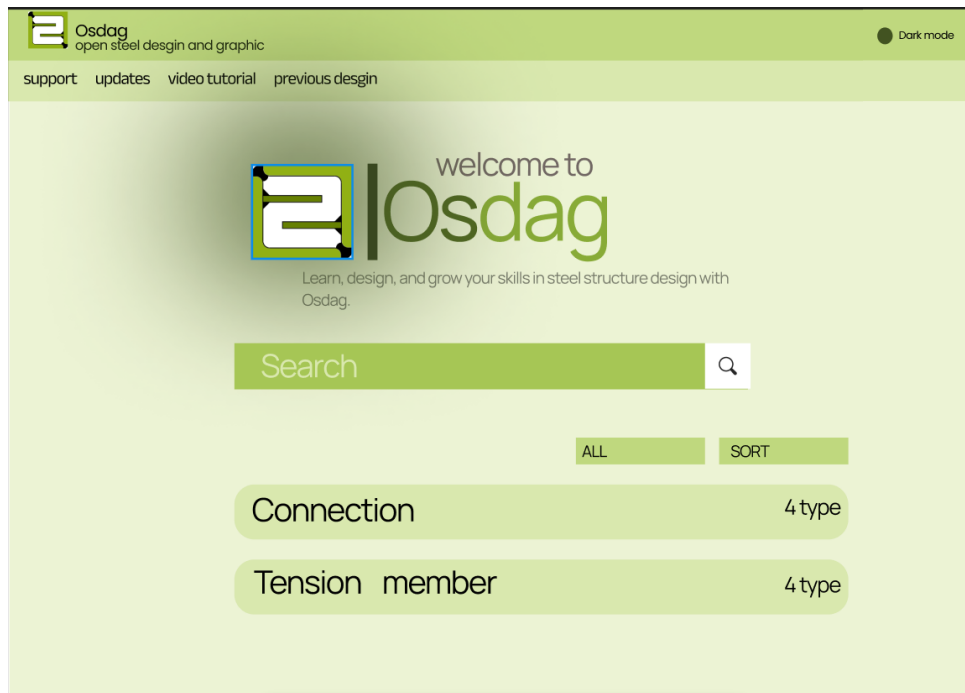 Osdag
open steel desgin and graphic
Dark mode
support updates video tutorial previous desgin
welcome to
Osdag
Learn, design, and grow your skills in steel structure design with
Osdag.
Search
ALL SORT
Connection 4 type
Tension member 4 type